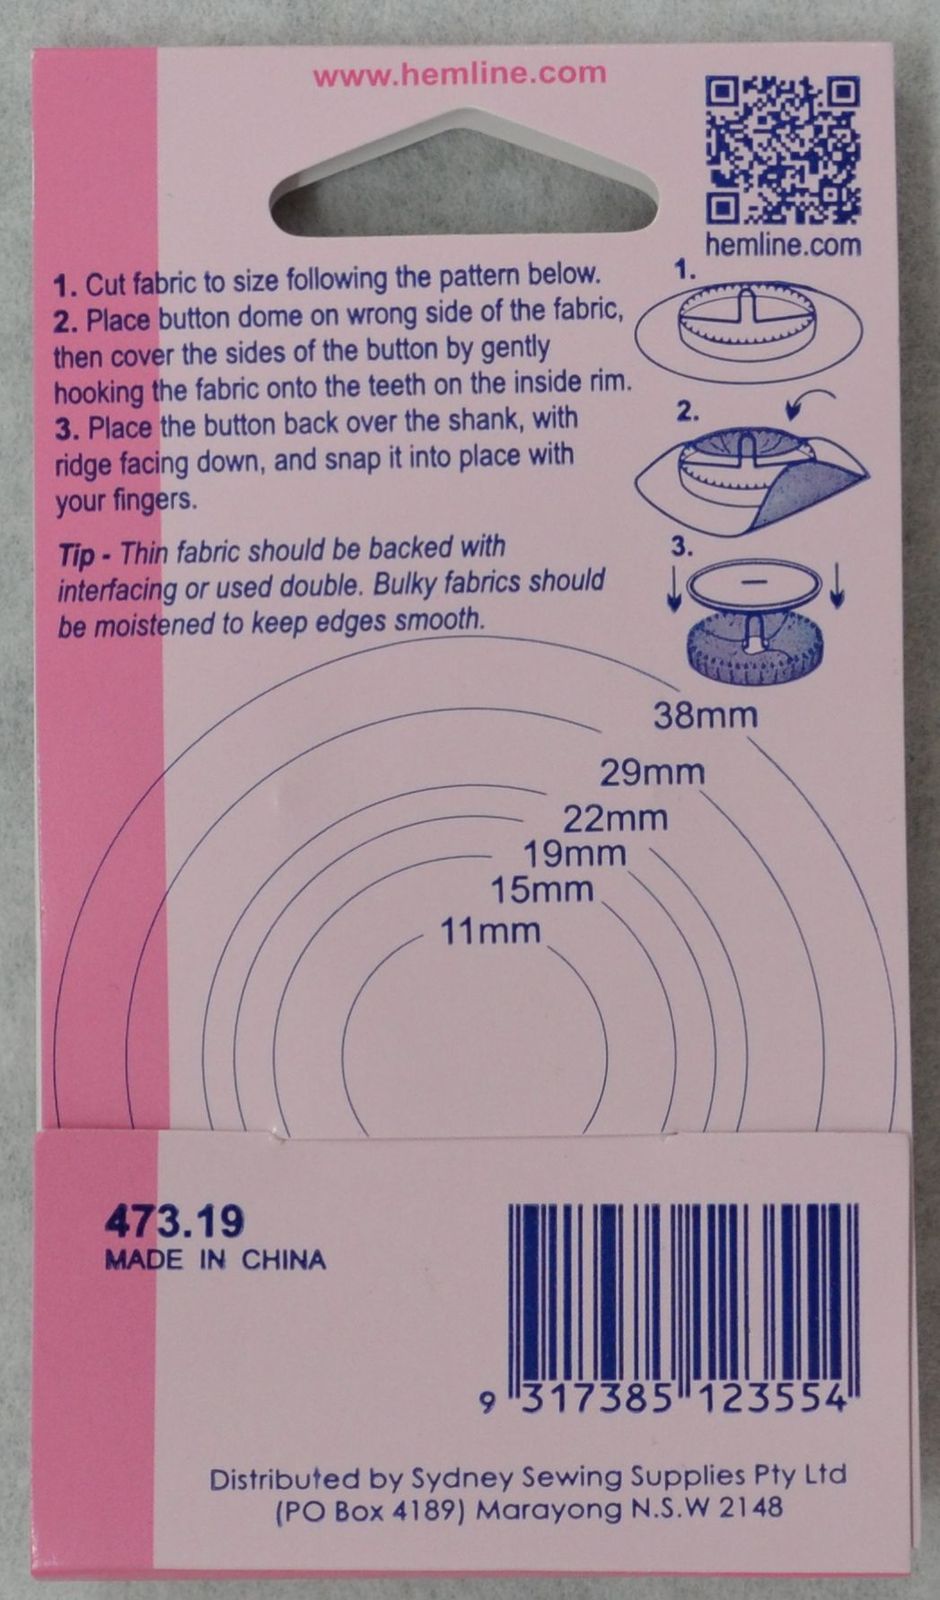 www.hemline.com
hemline.com
1. Cut fabric to size following the pattern below.
2. Place button dome on wrong side of the fabric,
then cover the sides of the button by gently
hooking the fabric onto the teeth on the inside rim.
3. Place the button back over the shank, with
ridge facing down, and snap it into place with
your fingers.
Tip - Thin fabric should be backed with
interfacing or used double. Bulky fabrics should
be moistened to keep edges smooth.
1.
2.
3.
38mm
29mm
22mm
19mm
15mm
11mm
473.19
MADE IN CHINA
9 317385 123554
Distributed by Sydney Sewing Supplies Pty Ltd
(PO Box 4189) Marayong N.S.W 2148